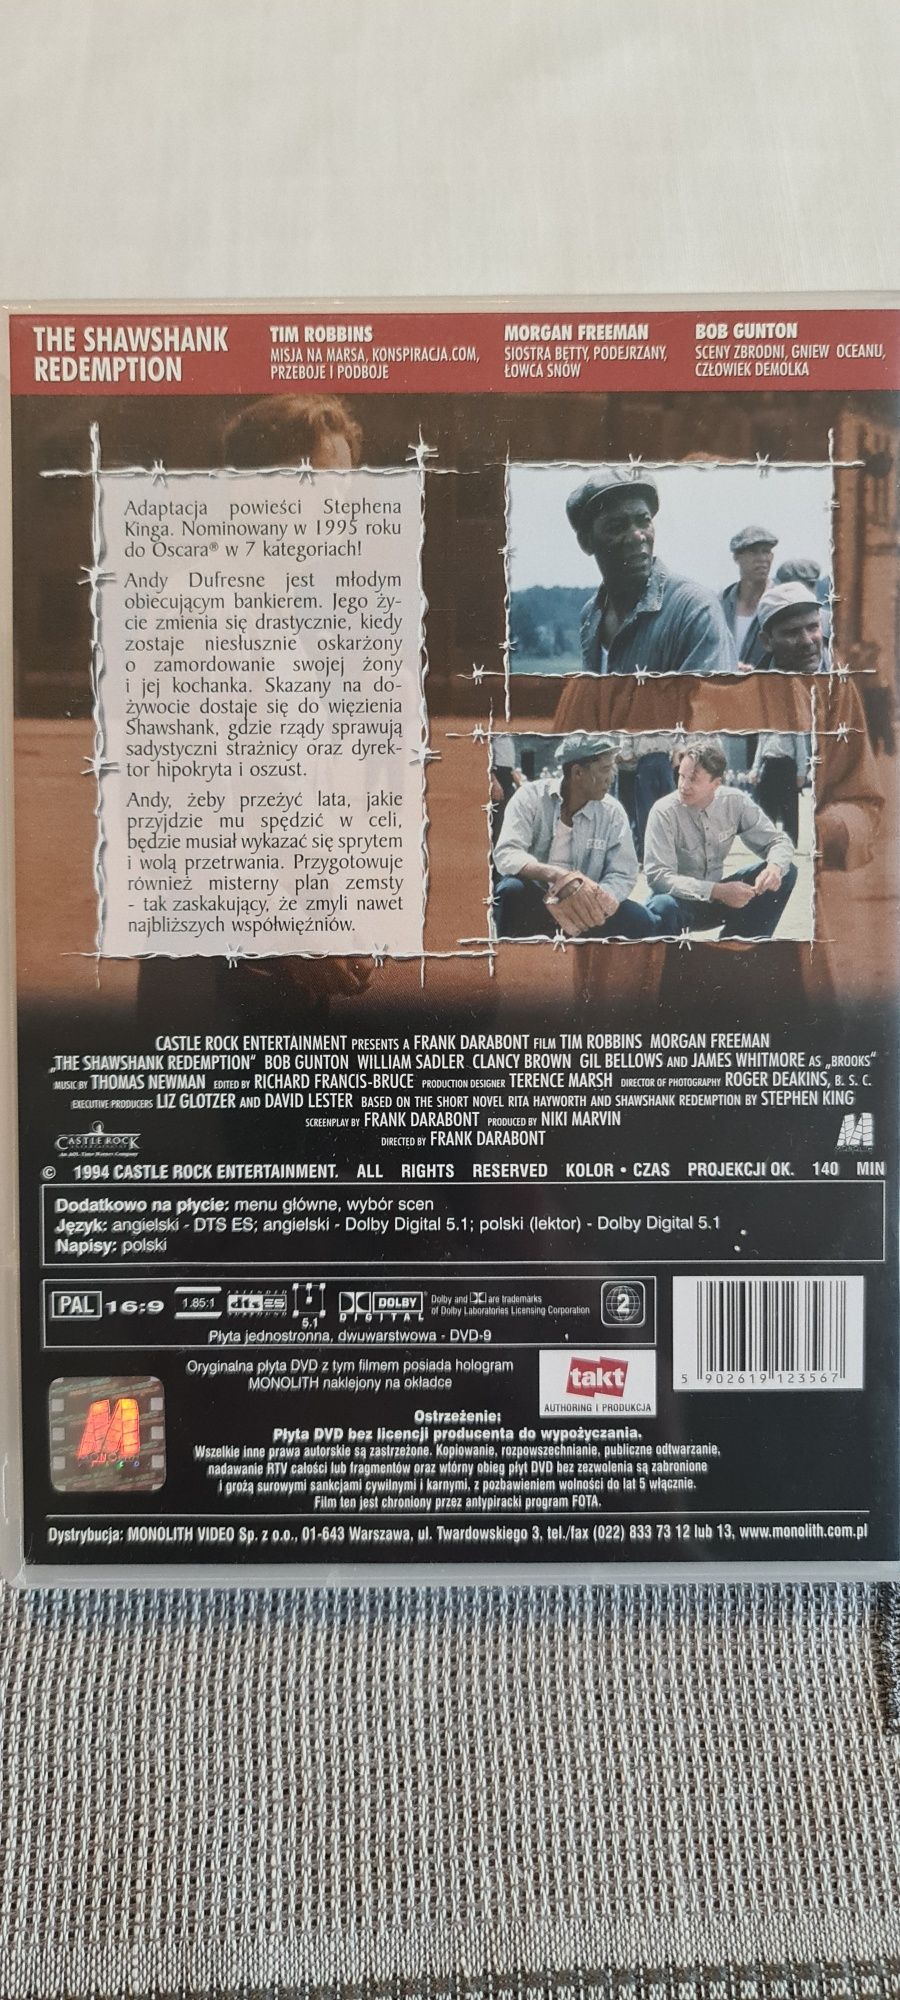 THE SHAWSHANK
REDEMPTION
TIM ROBBINS
MISJA NA MARSA, KONSPIRACJA.COM,
PRZEBOJE I PODBOJE
MORGAN FREEMAN
SIOSTRA BETTY, PODEJRZANY,
ŁOWCA SNÓW
BOB GUNTON
SCENY ZBRODNI, GNIEW OCEANU,
CZŁOWIEK DEMOLKA
Adaptacja powieści Stephena
Kinga. Nominowany w 1995 roku
do Oscara® w 7 kategoriach!
Andy Dufresne jest młodym
obiecującym bankierem. Jego ży-
cie zmienia się drastycznie, kiedy
zostaje niesłusznie oskarżony
o zamordowanie swojej żony
i jej kochanka. Skazany na do-
żywocie dostaje się do więzienia
Shawshank, gdzie rządy sprawują
sadystyczni strażnicy oraz dyrek-
tor hipokryta i oszust.
Andy, żeby przeżyć lata, jakie
przyjdzie mu spędzić w celi,
będzie musiał wykazać się sprytem
i wolą przetrwania. Przygotowuje
również misterny plan zemsty
- tak zaskakujący, że zmyli nawet
najbliższych współwięźniów.
CASTLE ROCK ENTERTAINMENT PRESENTS A FRANK DARABONT FILM TIM ROBBINS MORGAN FREEMAN
„THE SHAWSHANK REDEMPTION” BOB GUNTON WILLIAM SADLER CLANCY BROWN GIL BELLOWS AND JAMES WHITMORE AS „BROOKS”
MUSIC BY THOMAS NEWMAN EDITED BY RICHARD FRANCIS-BRUCE PRODUCTION DESIGNER TERENCE MARSH DIRECTOR OF PHOTOGRAPHY ROGER DEAKINS, B. S. C.
EXECUTIVE PRODUCERS LIZ GLOTZER AND DAVID LESTER BASED ON THE SHORT NOVEL RITA HAYWORTH AND SHAWSHANK REDEMPTION BY STEPHEN KING
SCREENPLAY BY FRANK DARABONT PRODUCED BY NIKI MARVIN
DIRECTED BY FRANK DARABONT
CASTLE ROCK
ENTERTAINMENT
An AOL Time Warner Company
© 1994 CASTLE ROCK ENTERTAINMENT. ALL RIGHTS RESERVED KOLOR • CZAS PROJEKCJI OK. 140 MIN
Dodatkowo na płycie: menu główne, wybór scen
Język: angielski - DTS ES; angielski - Dolby Digital 5.1; polski (lektor) - Dolby Digital 5.1
Napisy: polski
PAL 16:9 1.85:1 dts ES 5.1 DOLBY DIGITAL
Dolby and are trademarks
of Dolby Laboratories Licensing Corporation
2
Płyta jednostronna, dwuwarstwowa - DVD-9
5 902619 123567
Oryginalna płyta DVD z tym filmem posiada hologram
MONOLITH naklejony na okładce
takt
AUTHORING I PRODUKCJA
Ostrzeżenie:
Płyta DVD bez licencji producenta do wypożyczania.
Wszelkie inne prawa autorskie są zastrzeżone. Kopiowanie, rozpowszechnianie, publiczne odtwarzanie,
nadawanie RTV całości lub fragmentów oraz wtórny obieg płyt DVD bez zezwolenia są zabronione
i grożą surowymi sankcjami cywilnymi i karnymi, z pozbawieniem wolności do lat 5 włącznie.
Film ten jest chroniony przez antypiracki program FOTA.
Dystrybucja: MONOLITH VIDEO Sp. z o.o., 01-643 Warszawa, ul. Twardowskiego 3, tel./fax (022) 833 73 12 lub 13, www.monolith.com.pl